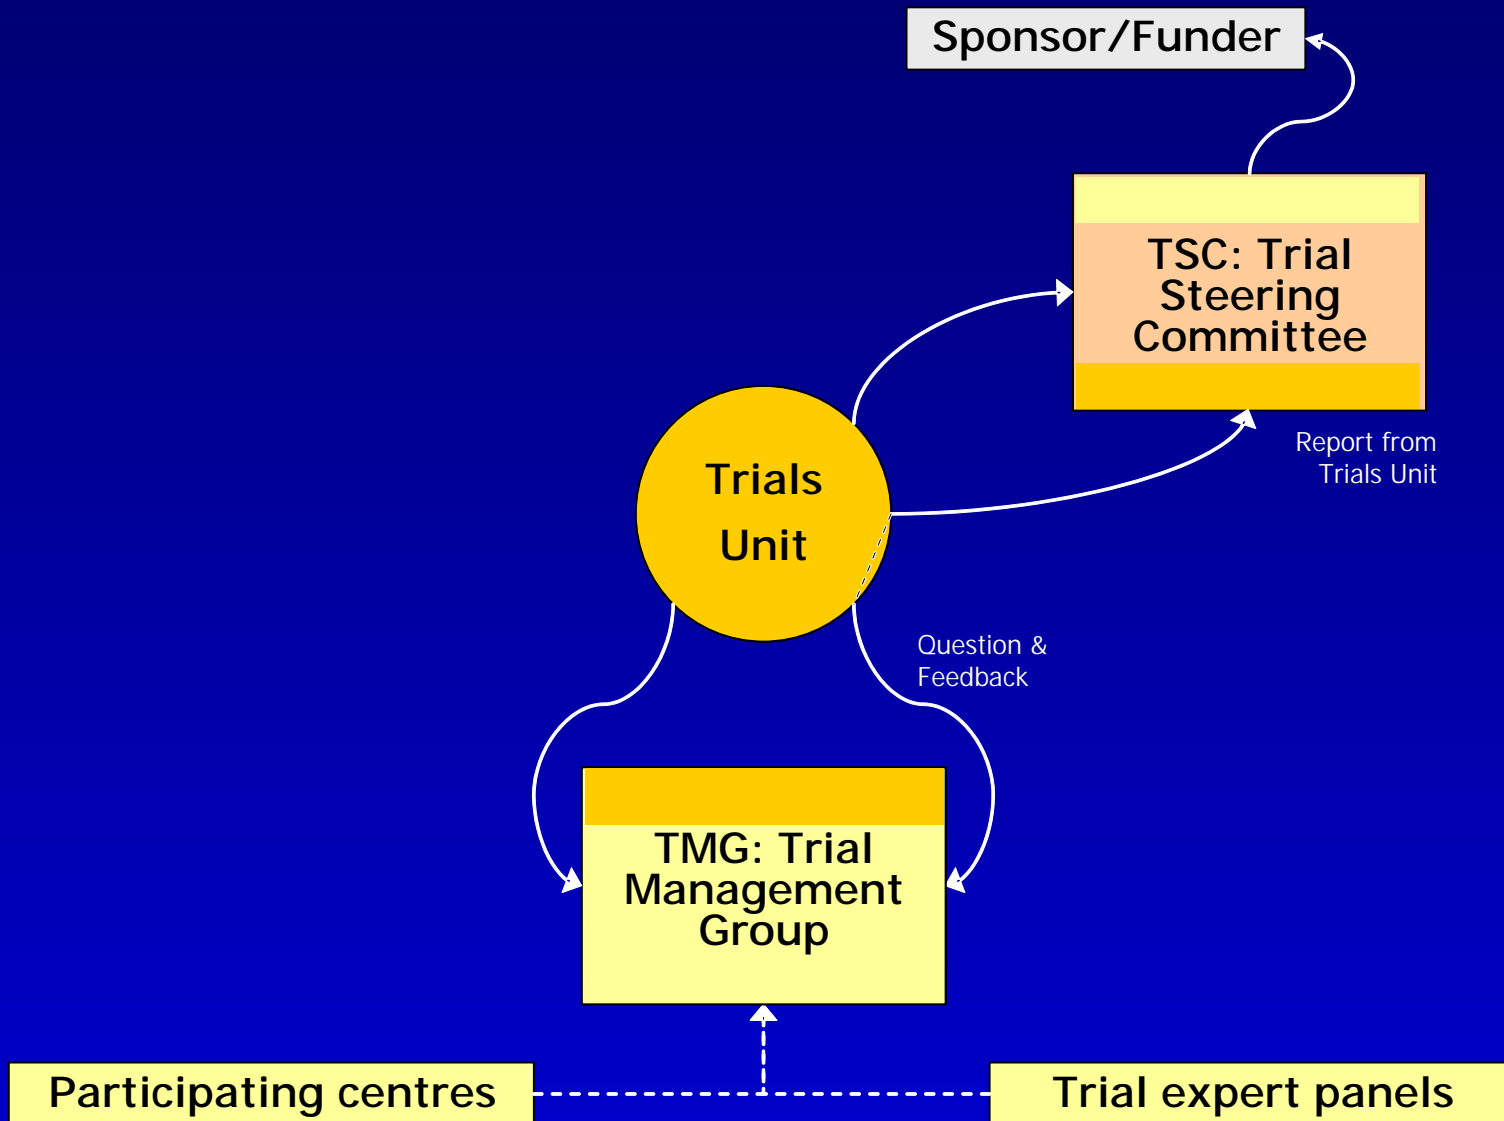 Sponsor/Funder
TSC: Trial
Steering
Committee
Report from
Trials Unit
Trials
Unit
Question &
Feedback
TMG: Trial
Management
Group
Participating centres
Trial expert panels